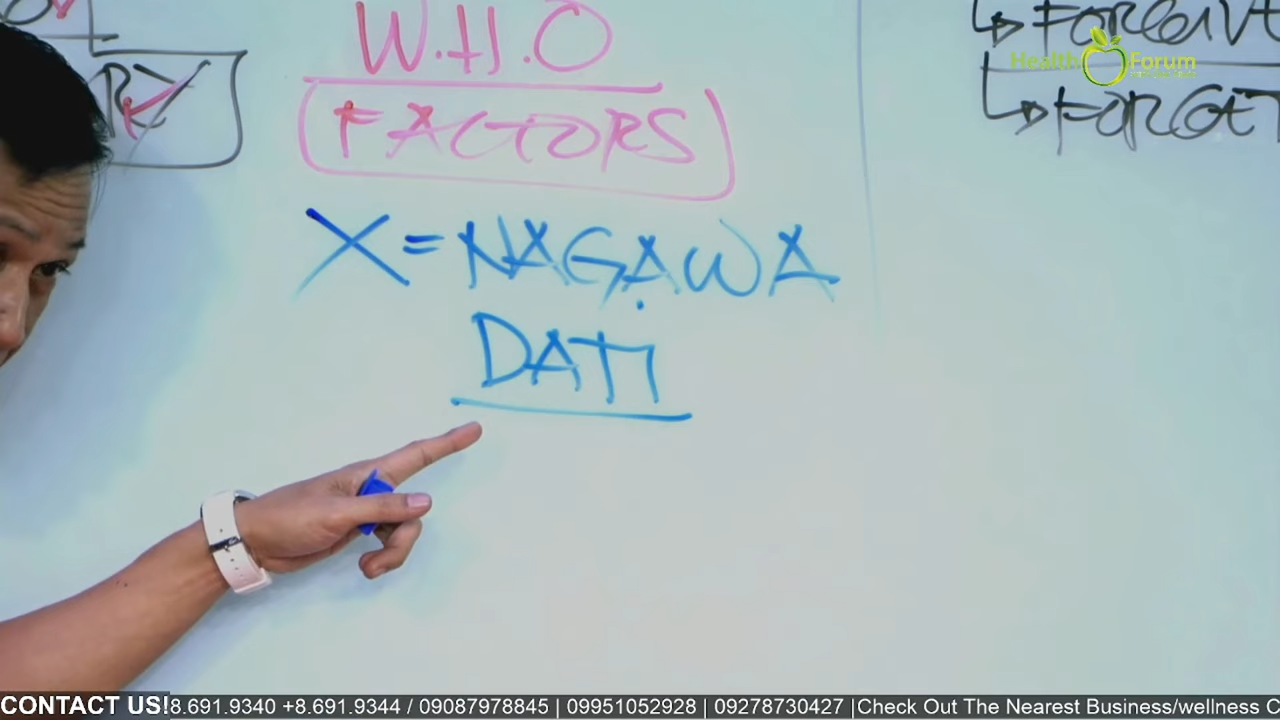 W.H.O
FACTORS
X = NAGAWA
DATI
FORGIVE
FORGET
Health Forum
CONTACT US! 8.691.9340 +8.691.9344 / 09087978845 | 09951052928 | 09278730427 |Check Out The Nearest Business/wellness C